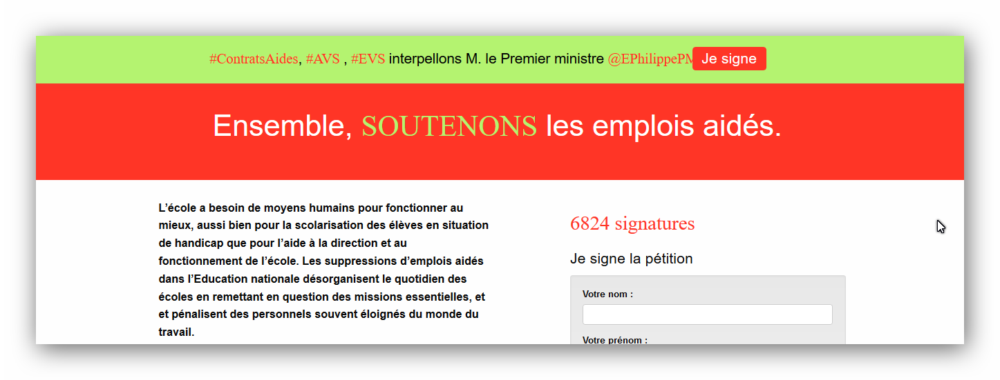 #ContratsAides, #AVS , #EVS interpellons M. le Premier ministre @EPhilippePM Je signe
Ensemble, SOUTENONS les emplois aidés.
L’école a besoin de moyens humains pour fonctionner au
mieux, aussi bien pour la scolarisation des élèves en situation
de handicap que pour l’aide à la direction et au
fonctionnement de l’école. Les suppressions d’emplois aidés
dans l’Education nationale désorganisent le quotidien des
écoles en remettant en question des missions essentielles, et
et pénalisent des personnels souvent éloignés du monde du
travail.
6824 signatures
Je signe la pétition
Votre nom :
Votre prénom :